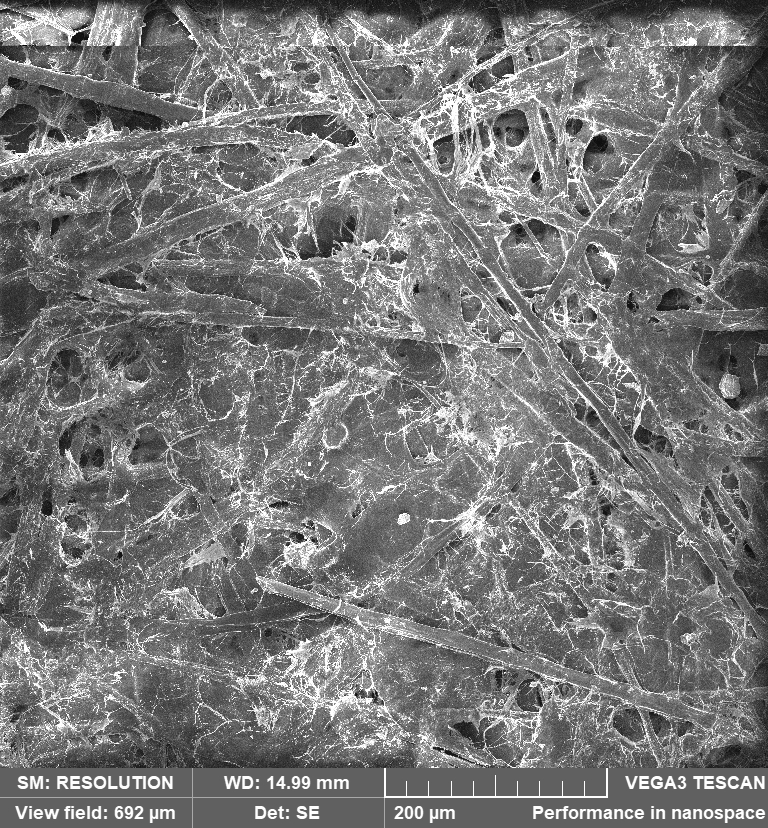 SM: RESOLUTION WD: 14.99 mm VEGA3 TESCAN
View field: 692 µm Det: SE 200 µm Performance in nanospace